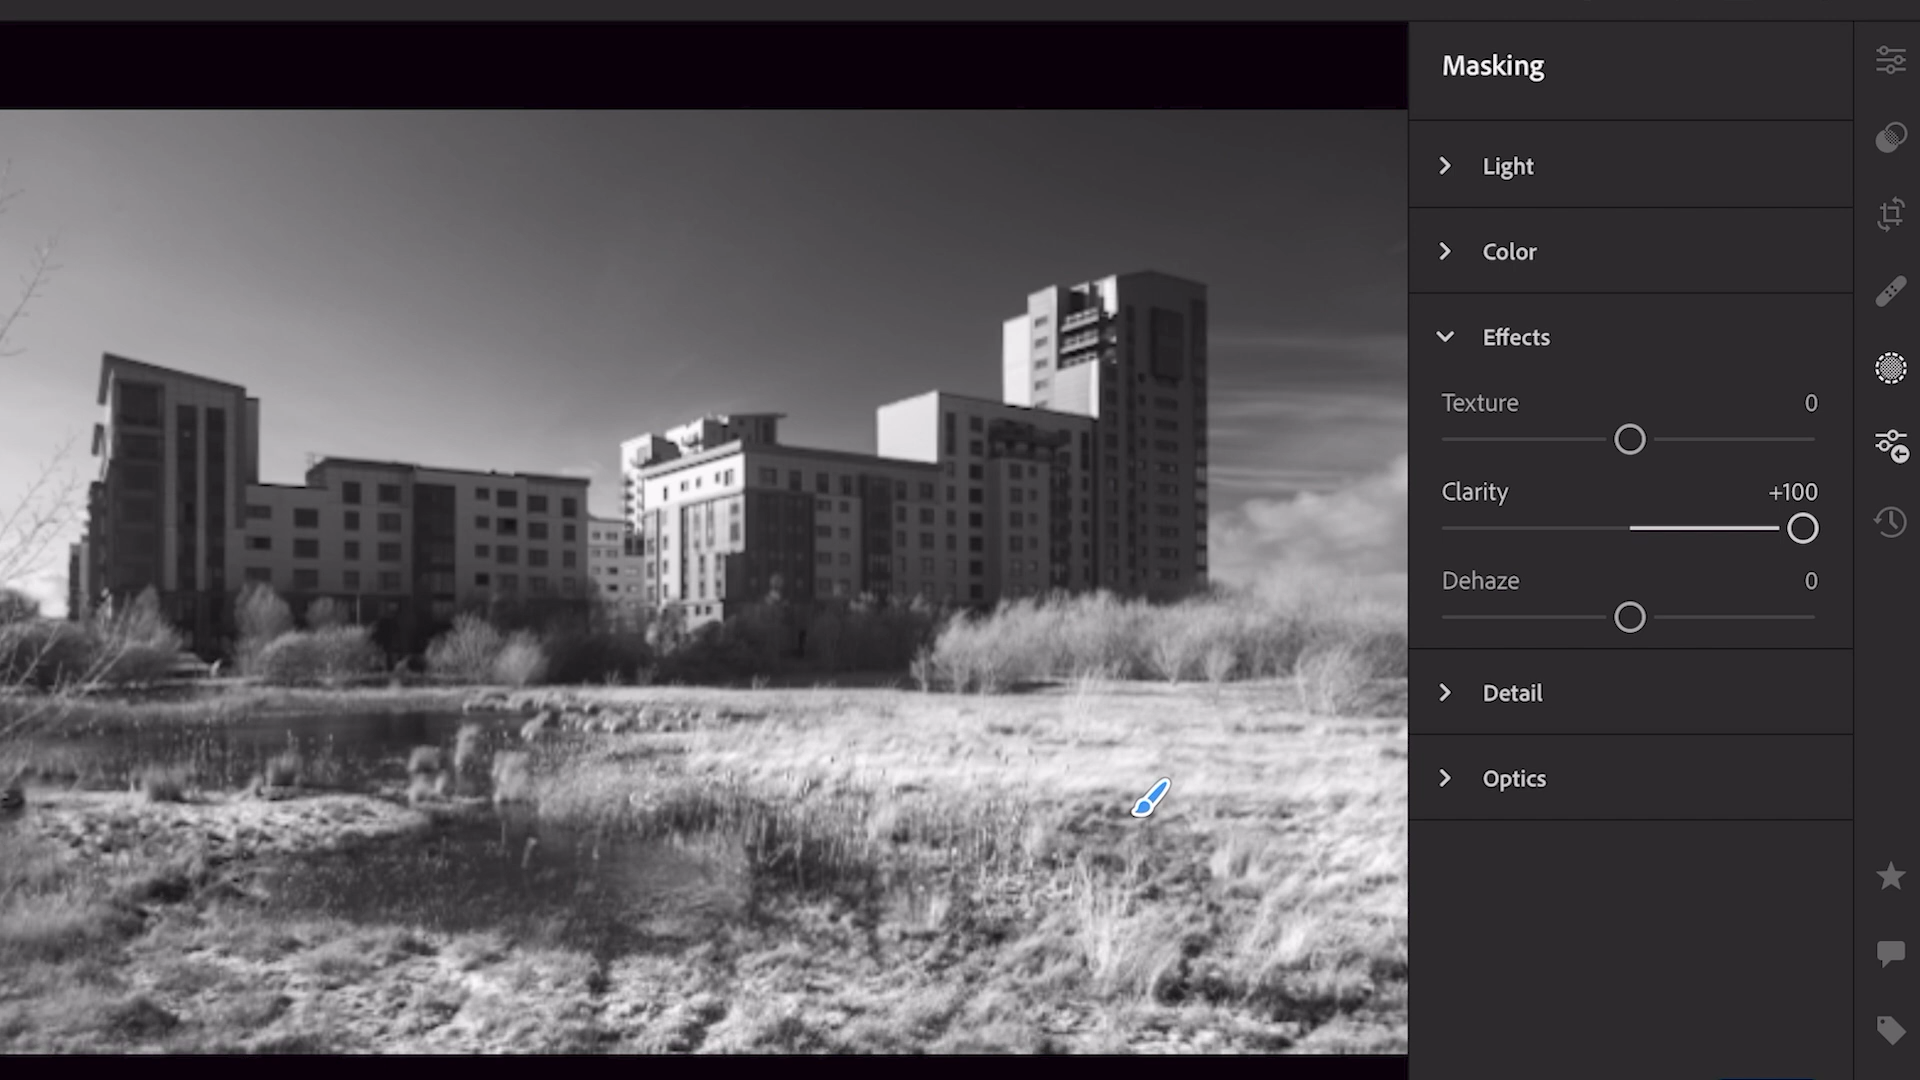 Masking
Light
Color
Effects
Texture 0
Clarity +100
Dehaze 0
Detail
Optics